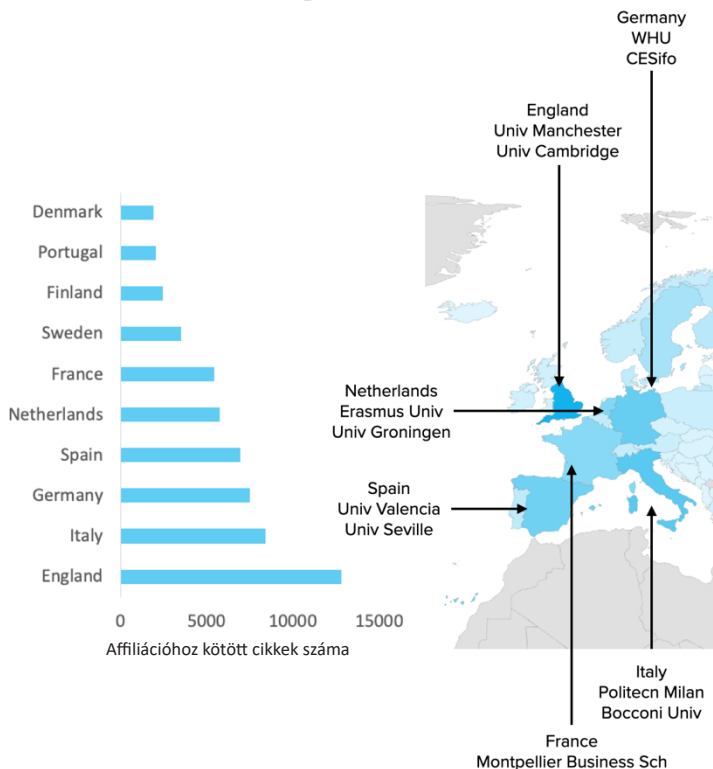 Germany
WHU
CESifo
England
Univ Manchester
Univ Cambridge
Denmark
Portugal
Finland
Sweden
France
Netherlands
Spain
Germany
Italy
England
0
5000
10000
15000
Affiliációhoz kötött cikkek száma
Netherlands
Erasmus Univ
Univ Groningen
Spain
Univ Valencia
Univ Seville
Italy
Politecn Milan
Bocconi Univ
France
Montpellier Business Sch